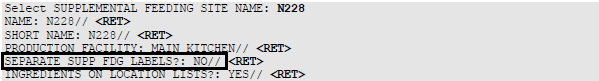 Select SUPPLEMENTAL FEEDING SITE NAME: N228
NAME: N228// <RET>
SHORT NAME: N228// <RET>
PRODUCTION FACILITY: MAIN KITCHEN// <RET>
SEPARATE SUPP FDG LABELS?: NO// <RET>
INGREDIENTS ON LOCATION LISTS?: YES// <RET>